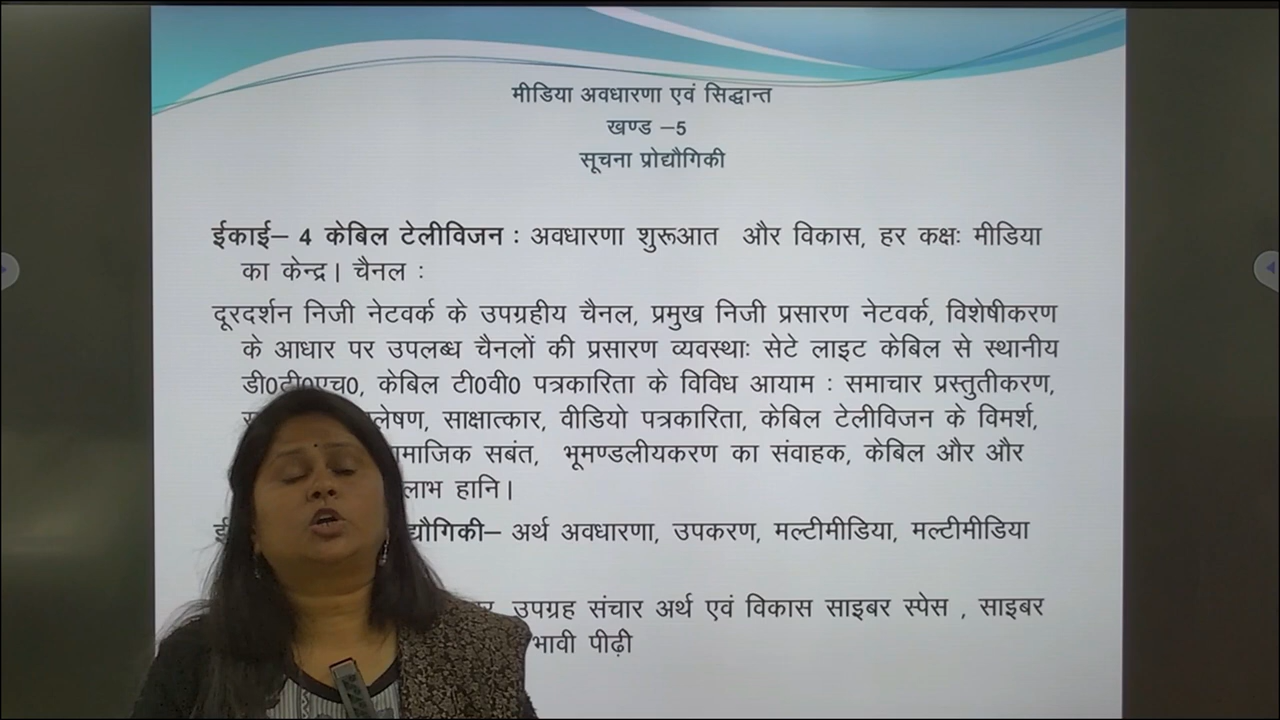 मीडिया अवधारणा एवं सिद्धान्त
खण्ड –5
सूचना प्रोद्यौगिकी
ईकाई– 4 केबिल टेलीविजन : अवधारणा शुरूआत और विकास, हर कक्षः मीडिया
का केन्द्र। चैनल :
दूरदर्शन निजी नेटवर्क के उपग्रहीय चैनल, प्रमुख निजी प्रसारण नेटवर्क, विशेषीकरण
के आधार पर उपलब्ध चैनलों की प्रसारण व्यवस्थाः सेटे लाइट केबिल से स्थानीय
डी0टी0एच0, केबिल टी0वी0 पत्रकारिता के विविध आयाम : समाचार प्रस्तुतीकरण,
साक्षात्कार, वीडियो पत्रकारिता, केबिल टेलीविजन के विमर्श,
सबंत, भूमण्डलीयकरण का संवाहक, केबिल और और
लाभ हानि।
अर्थ अवधारणा, उपकरण, मल्टीमीडिया, मल्टीमीडिया
उपग्रह संचार अर्थ एवं विकास साइबर स्पेस , साइबर
भावी पीढ़ी